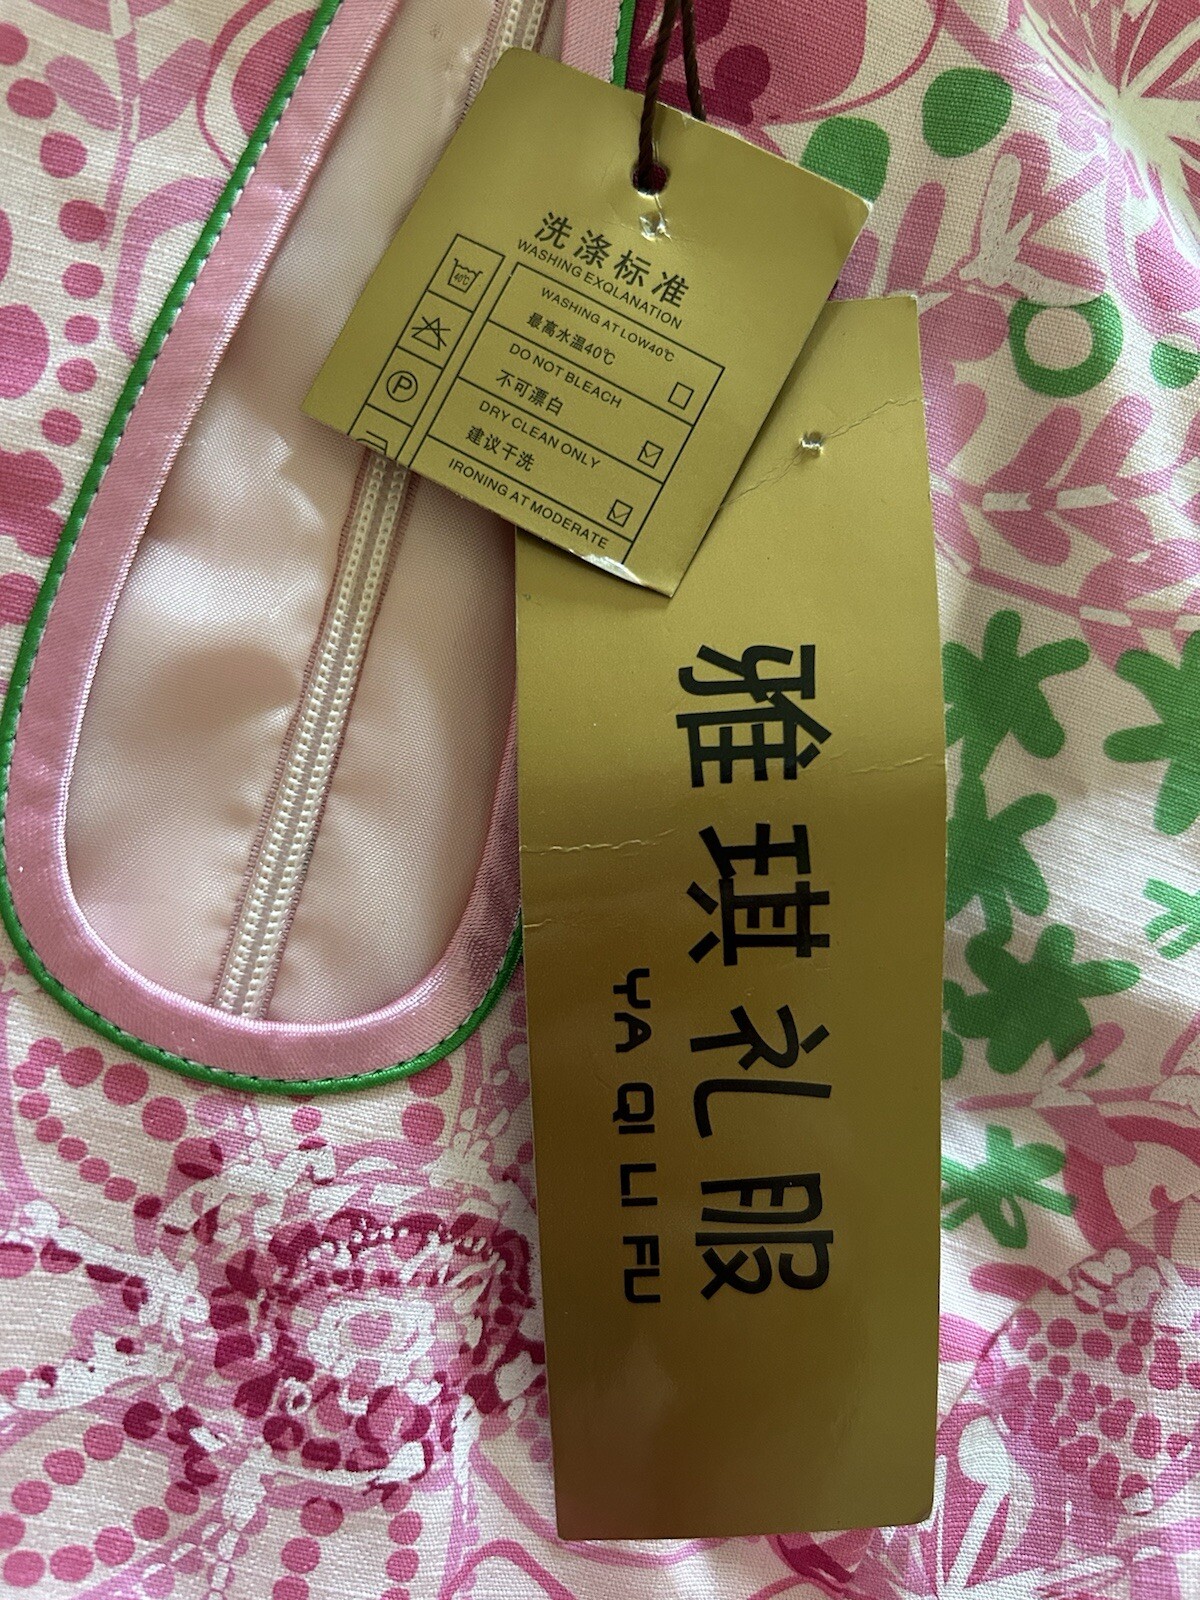 洗涤标准
WASHING EXQLANATION
40℃
WASHING AT LOW40℃
最高水温40℃
DO NOT BLEACH
不可漂白
P
DRY CLEAN ONLY
建议干洗
IRONING AT MODERATE
雅琪礼服
YA QI LI FU